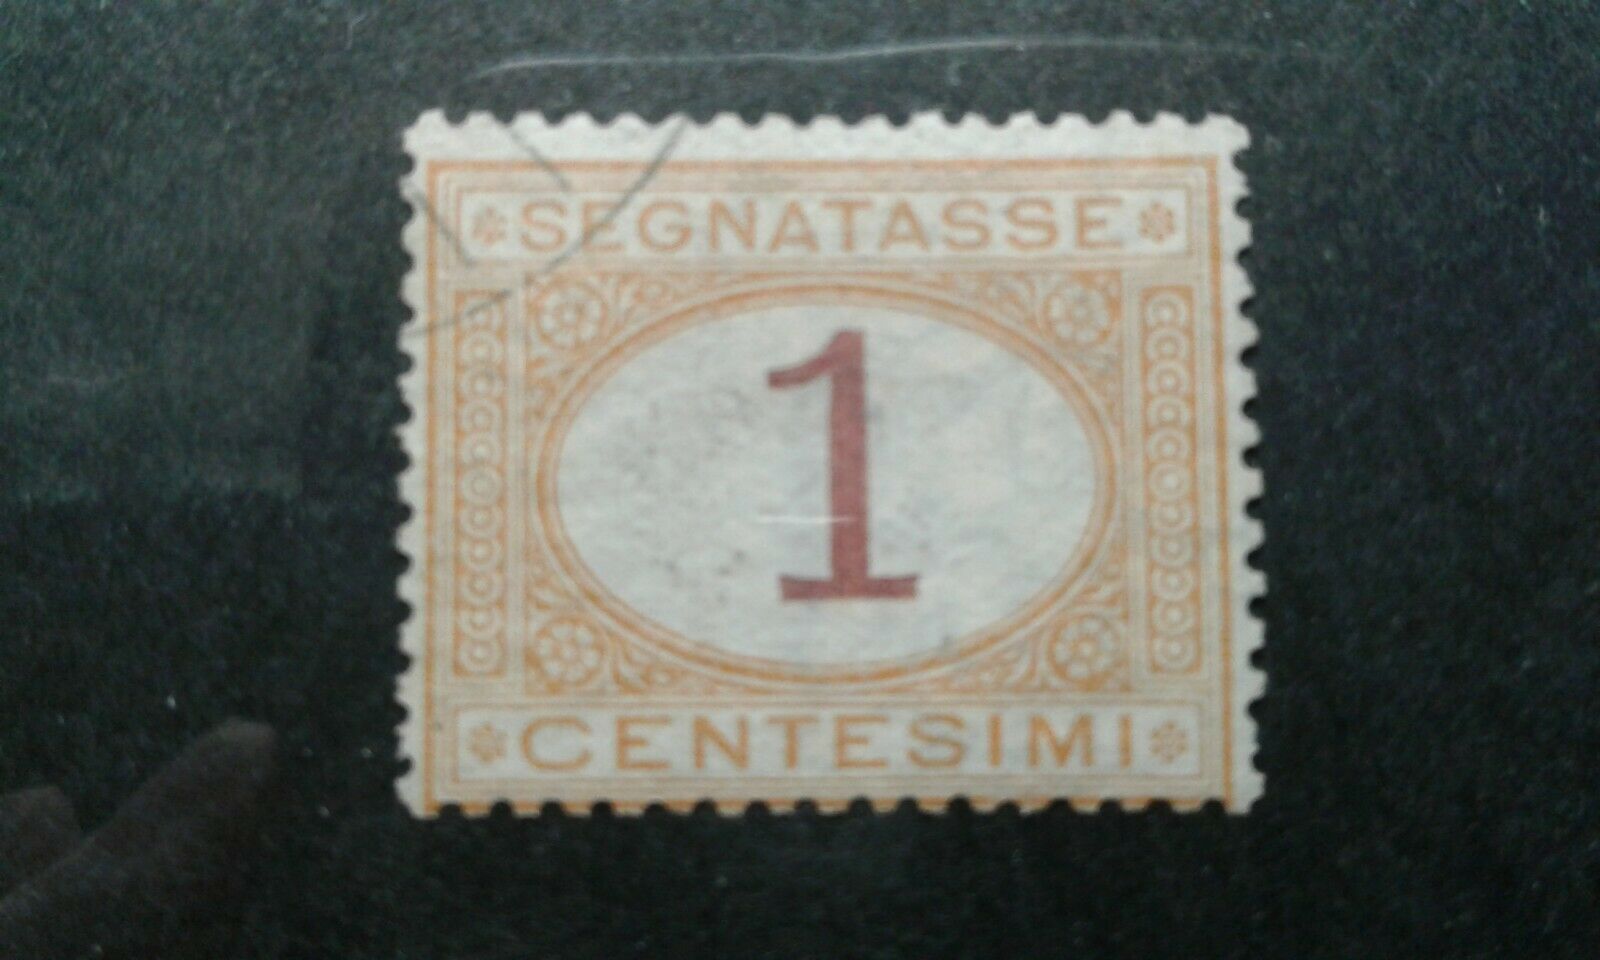 SEGNATASSE
1
CENTESIMI